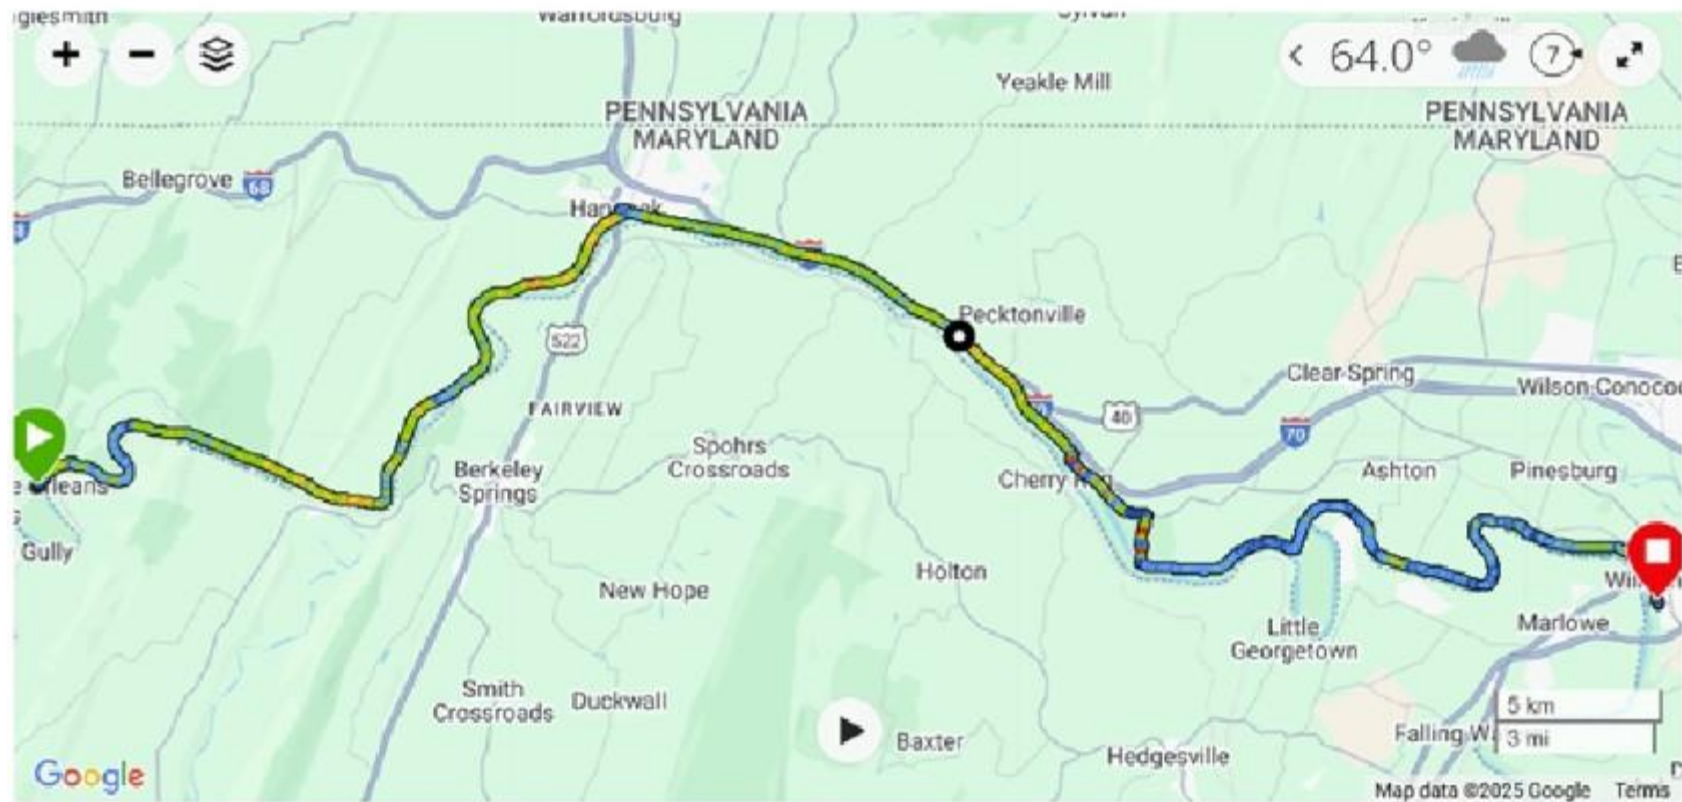 +
−
64.0°
Yeakle Mill
PENNSYLVANIA
MARYLAND
PENNSYLVANIA
MARYLAND
Bellegrove
68
Pecktonville
522
Clear Spring
Wilson-Conoco
FAIRVIEW
40
70
Spohrs
Crossroads
Berkeley
Springs
Cherry
Ashton
Pinesburg
Gully
Holton
New Hope
Little
Georgetown
Marlowe
Smith
Crossroads
Duckwall
5 km
3 mi
Falling W
Baxter
Hedgesville
Google
Map data ©2025 Google
Terms